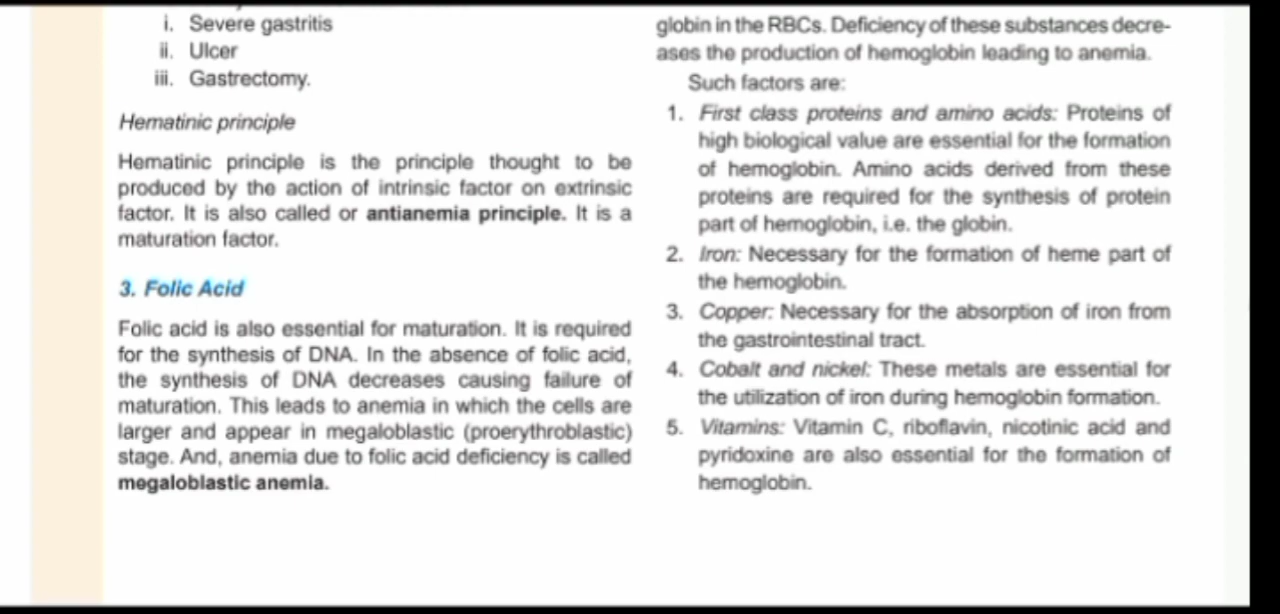 i. Severe gastritis
ii. Ulcer
iii. Gastrectomy.
Hematinic principle
Hematinic principle is the principle thought to be
produced by the action of intrinsic factor on extrinsic
factor. It is also called or antianemia principle. It is a
maturation factor.
3. Folic Acid
Folic acid is also essential for maturation. It is required
for the synthesis of DNA. In the absence of folic acid,
the synthesis of DNA decreases causing failure of
maturation. This leads to anemia in which the cells are
larger and appear in megaloblastic (proerythroblastic)
stage. And, anemia due to folic acid deficiency is called
megaloblastic anemia.
globin in the RBCs. Deficiency of these substances decre-
ases the production of hemoglobin leading to anemia.
Such factors are:
1. First class proteins and amino acids: Proteins of
high biological value are essential for the formation
of hemoglobin. Amino acids derived from these
proteins are required for the synthesis of protein
part of hemoglobin, i.e. the globin.
2. Iron: Necessary for the formation of heme part of
the hemoglobin.
3. Copper: Necessary for the absorption of iron from
the gastrointestinal tract.
4. Cobalt and nickel: These metals are essential for
the utilization of iron during hemoglobin formation.
5. Vitamins: Vitamin C, riboflavin, nicotinic acid and
pyridoxine are also essential for the formation of
hemoglobin.